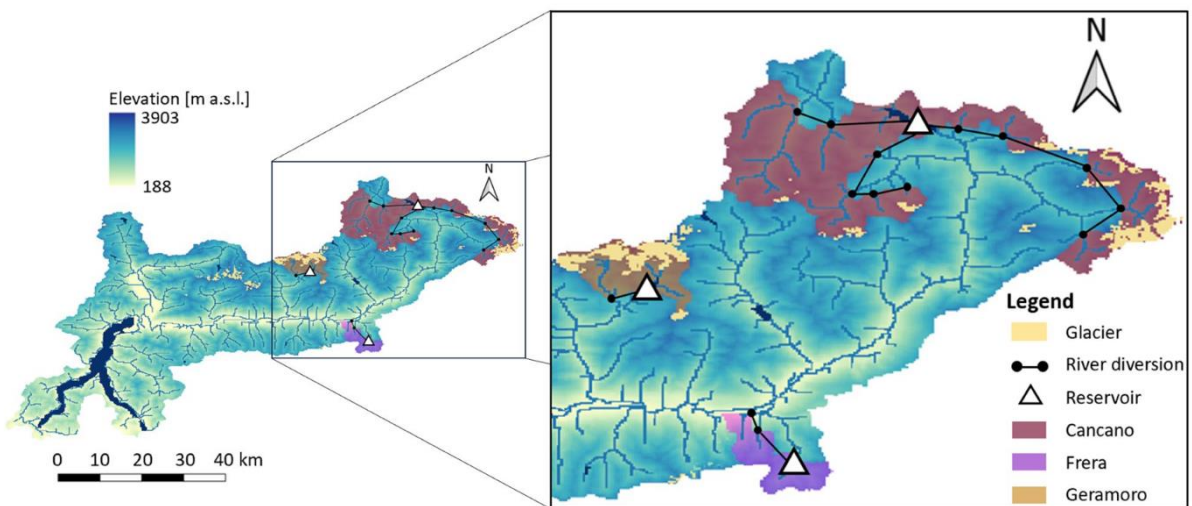 Elevation [m a.s.l.]
3903
188
N
0 10 20 30 40 km
N
Legend
Glacier
River diversion
Reservoir
Cancano
Frera
Geramoro